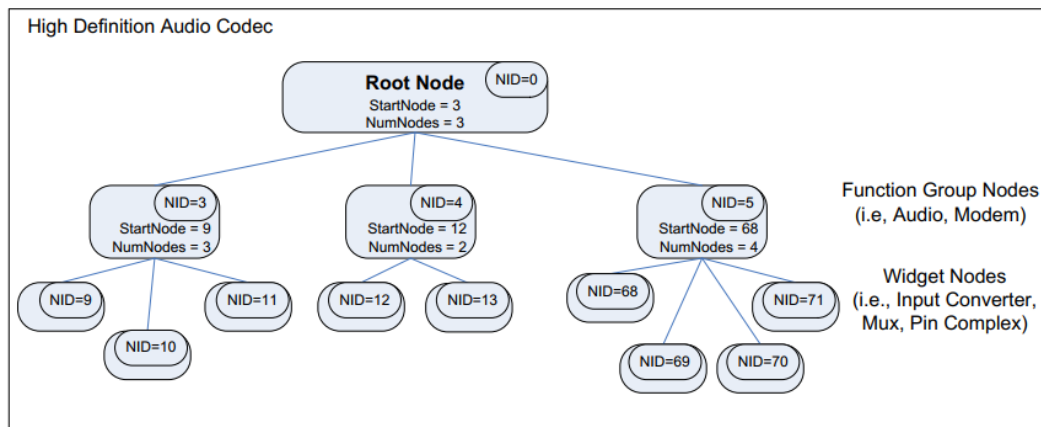 High Definition Audio Codec
Root Node
NID=0
StartNode = 3
NumNodes = 3
NID=3
StartNode = 9
NumNodes = 3
NID=4
StartNode = 12
NumNodes = 2
NID=5
StartNode = 68
NumNodes = 4
Function Group Nodes
(i.e, Audio, Modem)
NID=9
NID=10
NID=11
NID=12
NID=13
NID=68
NID=69
NID=70
NID=71
Widget Nodes
(i.e., Input Converter,
Mux, Pin Complex)